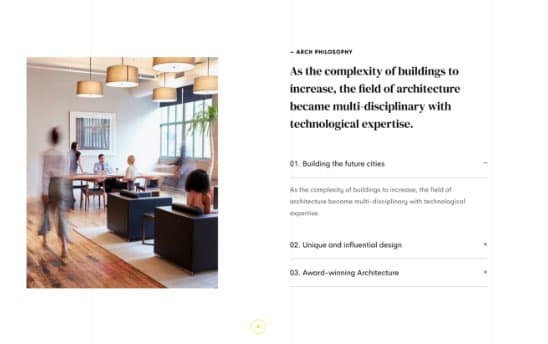 – ARCH PHILOSOPHY
As the complexity of buildings to
increase, the field of architecture
became multi-disciplinary with
technological expertise.
01. Building the future cities –
As the complexity of buildings to increase, the field of
architecture became multi-disciplinary with technological
expertise.
02. Unique and influential design +
03. Award-winning Architecture +